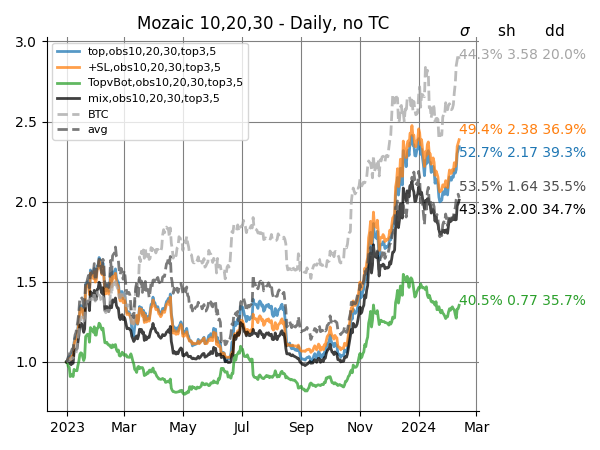 Mozaic 10,20,30 - Daily, no TC
σ sh dd
3.0
2.5
2.0
1.5
1.0
top,obs10,20,30,top3,5
+SL,obs10,20,30,top3,5
TopvBot,obs10,20,30,top3,5
mix,obs10,20,30,top3,5
BTC
avg
44.3% 3.58 20.0%
49.4% 2.38 36.9%
52.7% 2.17 39.3%
53.5% 1.64 35.5%
43.3% 2.00 34.7%
40.5% 0.77 35.7%
2023 Mar May Jul Sep Nov 2024 Mar